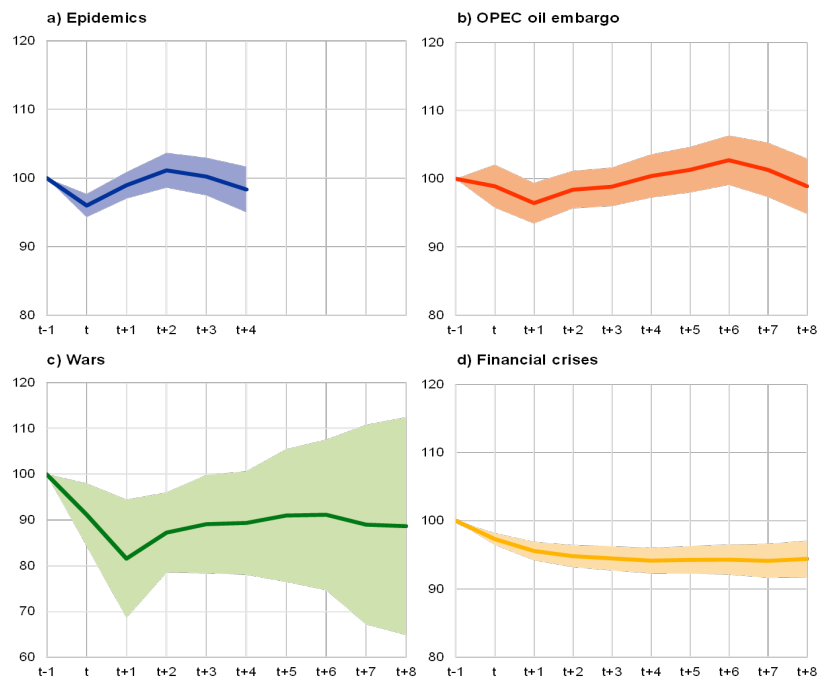 a) Epidemics
120
110
100
90
80
t-1 t t+1 t+2 t+3 t+4
b) OPEC oil embargo
120
110
100
90
80
t-1 t t+1 t+2 t+3 t+4 t+5 t+6 t+7 t+8
c) Wars
120
110
100
90
80
70
60
t-1 t t+1 t+2 t+3 t+4 t+5 t+6 t+7 t+8
d) Financial crises
120
110
100
90
80
t-1 t t+1 t+2 t+3 t+4 t+5 t+6 t+7 t+8